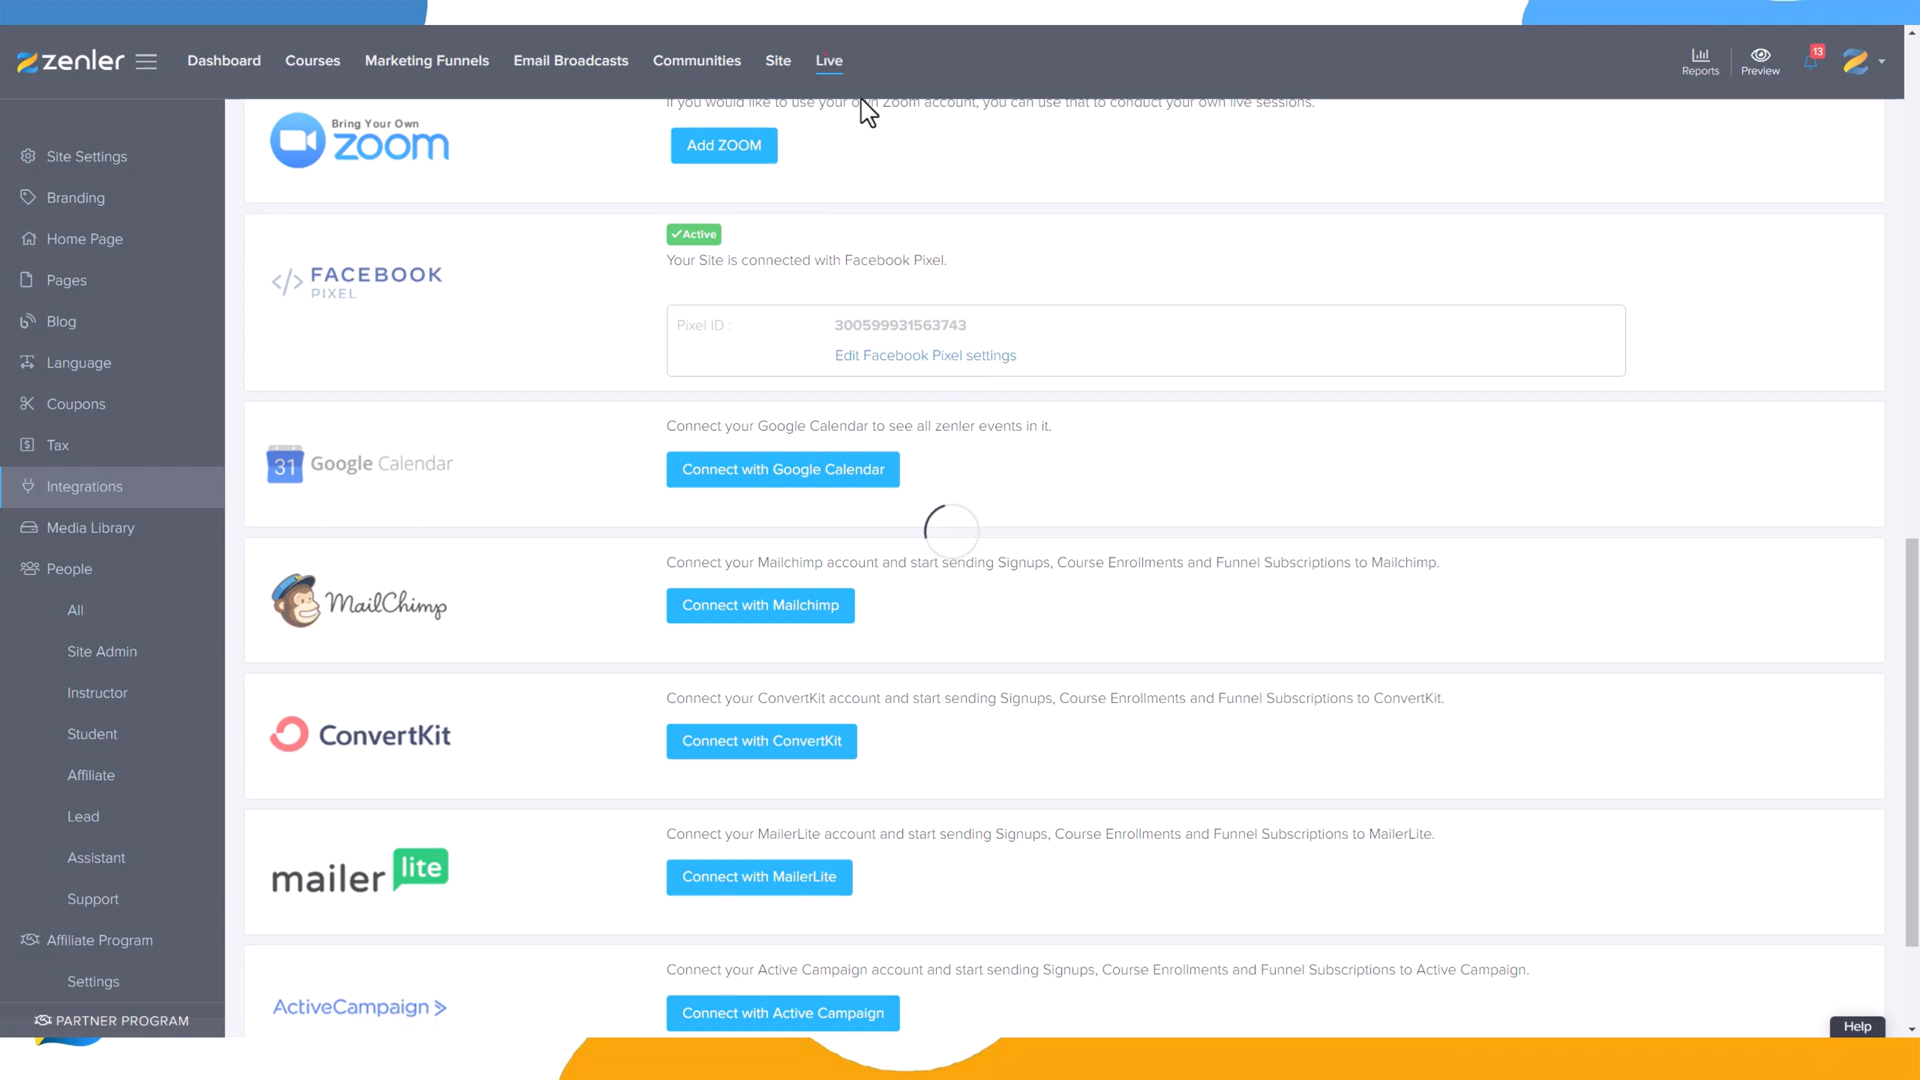 zenler
Dashboard
Courses
Marketing Funnels
Email Broadcasts
Communities
Site
Live
Reports
Preview
13
Site Settings
Branding
Home Page
Pages
Blog
Language
Coupons
Tax
Integrations
Media Library
People
All
Site Admin
Instructor
Student
Affiliate
Lead
Assistant
Support
Affiliate Program
Settings
PARTNER PROGRAM
Bring Your Own
zoom
If you would like to use your own Zoom account, you can use that to conduct your own live sessions.
Add ZOOM
</> FACEBOOK
PIXEL
Active
Your Site is connected with Facebook Pixel.
Pixel ID : 300599931563743
Edit Facebook Pixel settings
31 Google Calendar
Connect your Google Calendar to see all zenler events in it.
Connect with Google Calendar
MailChimp
Connect your Mailchimp account and start sending Signups, Course Enrollments and Funnel Subscriptions to Mailchimp.
Connect with Mailchimp
ConvertKit
Connect your ConvertKit account and start sending Signups, Course Enrollments and Funnel Subscriptions to ConvertKit.
Connect with ConvertKit
mailer lite
Connect your MailerLite account and start sending Signups, Course Enrollments and Funnel Subscriptions to MailerLite.
Connect with MailerLite
ActiveCampaign >
Connect your Active Campaign account and start sending Signups, Course Enrollments and Funnel Subscriptions to Active Campaign.
Connect with Active Campaign
Help